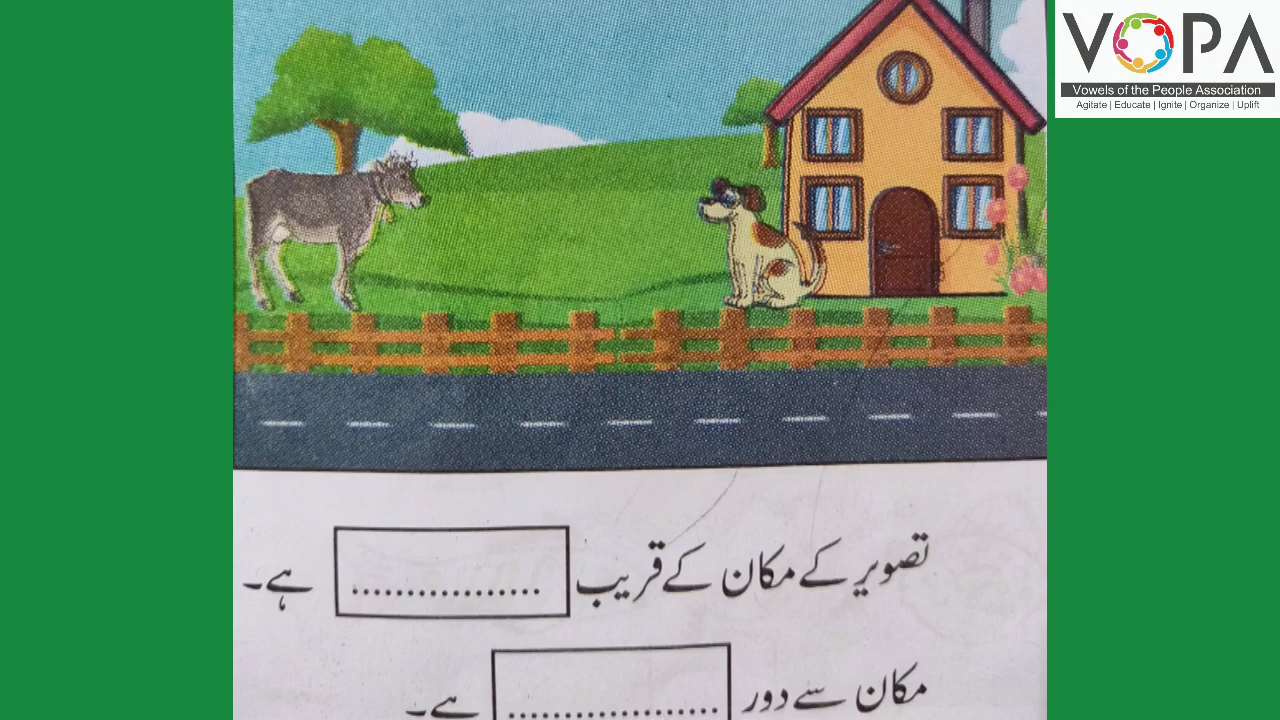 VOPA
Vowels of the People Association
Agitate | Educate | Ignite | Organize | Uplift
تصویر کے مکان کے قریب ................. ہے۔
مکان سے دور ................... ہے۔